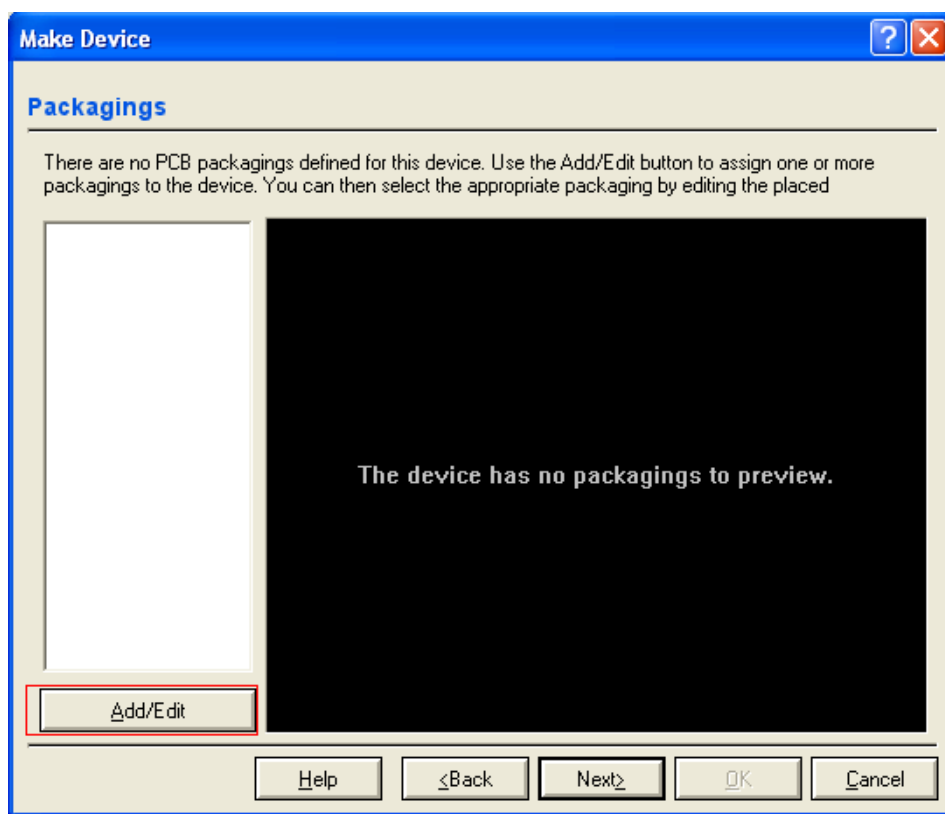 Make Device
Packagings
There are no PCB packagings defined for this device. Use the Add/Edit button to assign one or more
packagings to the device. You can then select the appropriate packaging by editing the placed
The device has no packagings to preview.
Add/Edit
Help
<Back
Next>
OK
Cancel